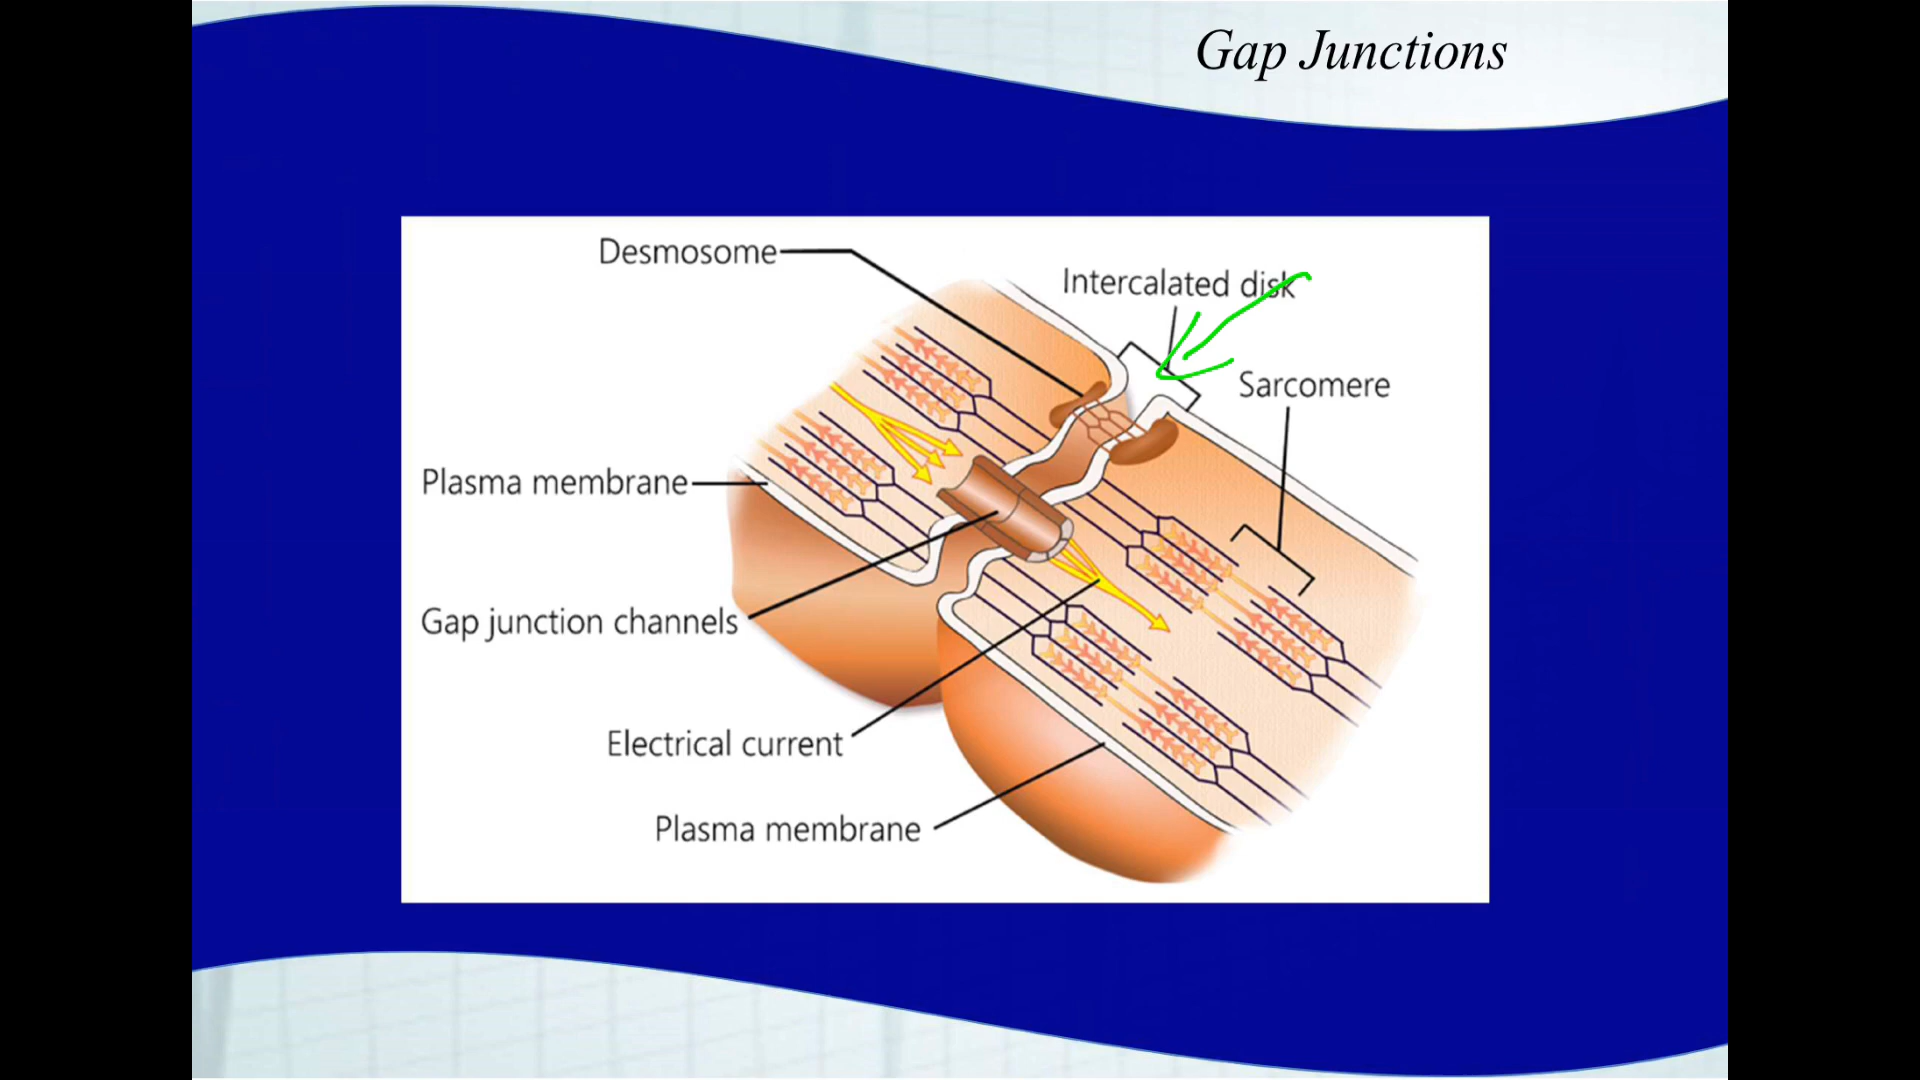 Gap Junctions
Desmosome
Intercalated disk
Sarcomere
Plasma membrane
Gap junction channels
Electrical current
Plasma membrane